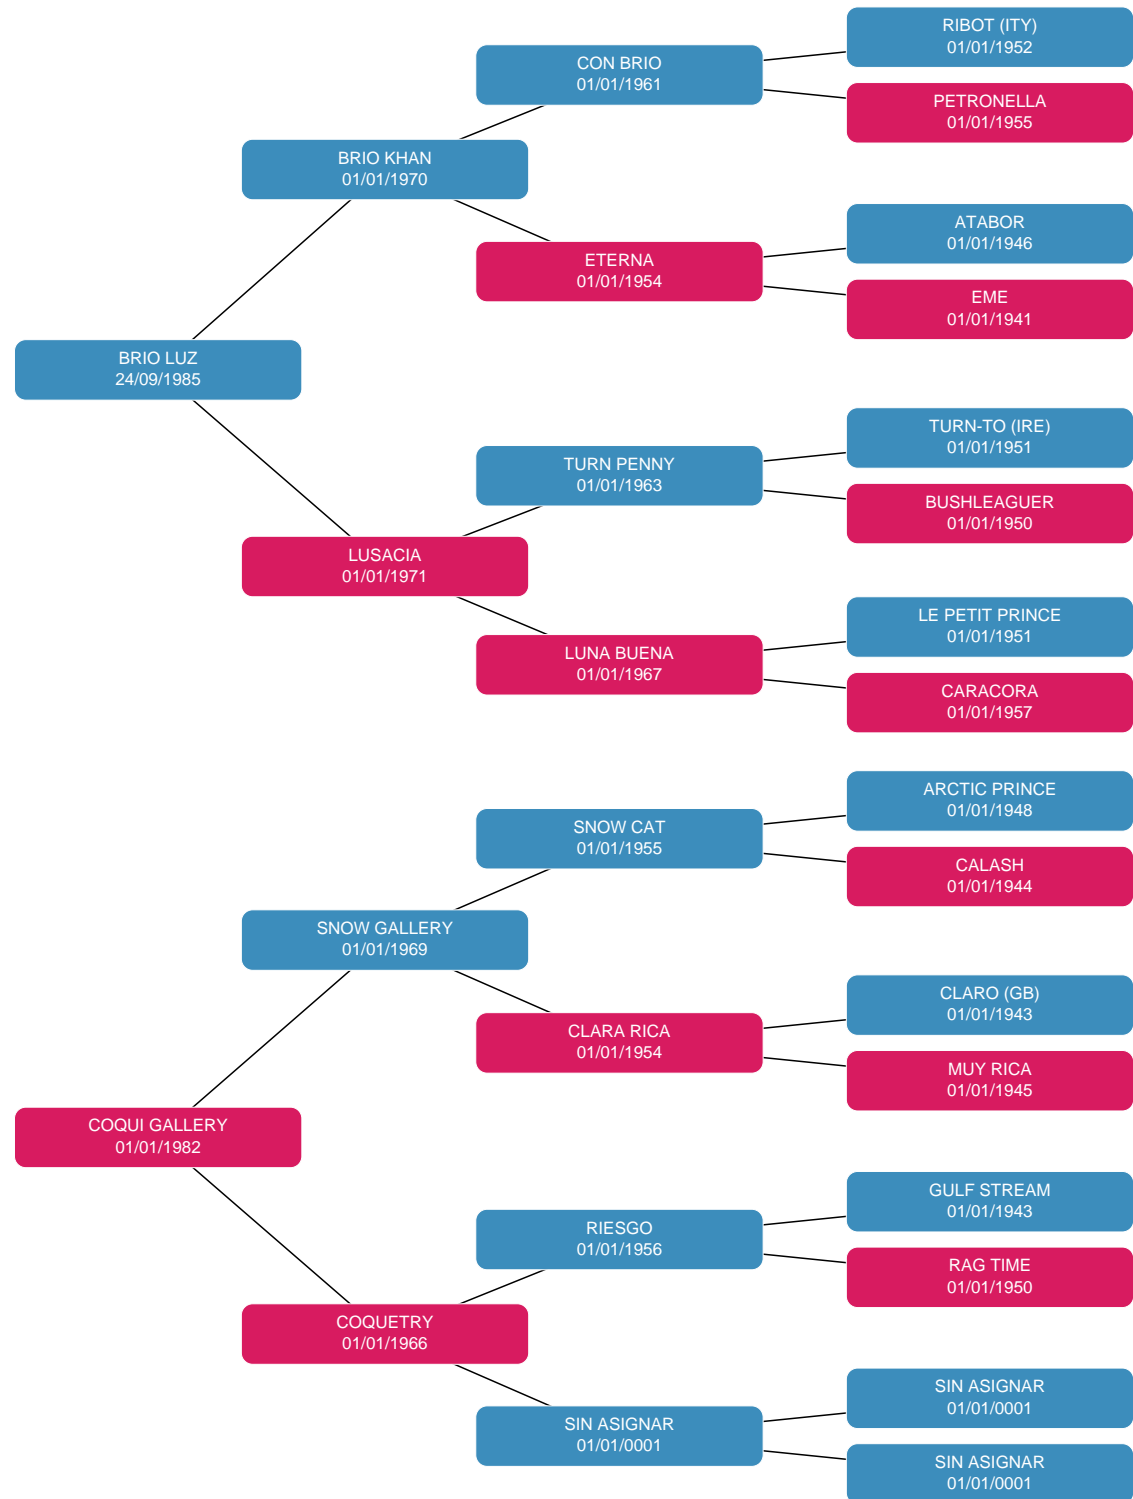 RIBOT (ITY)
01/01/1952
CON BRIO
01/01/1961
PETRONELLA
01/01/1955
BRIO KHAN
01/01/1970
ATABOR
01/01/1946
ETERNA
01/01/1954
EME
01/01/1941
BRIO LUZ
24/09/1985
TURN-TO (IRE)
01/01/1951
TURN PENNY
01/01/1963
BUSHLEAGUER
01/01/1950
LUSACIA
01/01/1971
LE PETIT PRINCE
01/01/1951
LUNA BUENA
01/01/1967
CARACORA
01/01/1957
ARCTIC PRINCE
01/01/1948
SNOW CAT
01/01/1955
CALASH
01/01/1944
SNOW GALLERY
01/01/1969
CLARO (GB)
01/01/1943
CLARA RICA
01/01/1954
MUY RICA
01/01/1945
COQUI GALLERY
01/01/1982
GULF STREAM
01/01/1943
RIESGO
01/01/1956
RAG TIME
01/01/1950
COQUETRY
01/01/1966
SIN ASIGNAR
01/01/0001
SIN ASIGNAR
01/01/0001
SIN ASIGNAR
01/01/0001